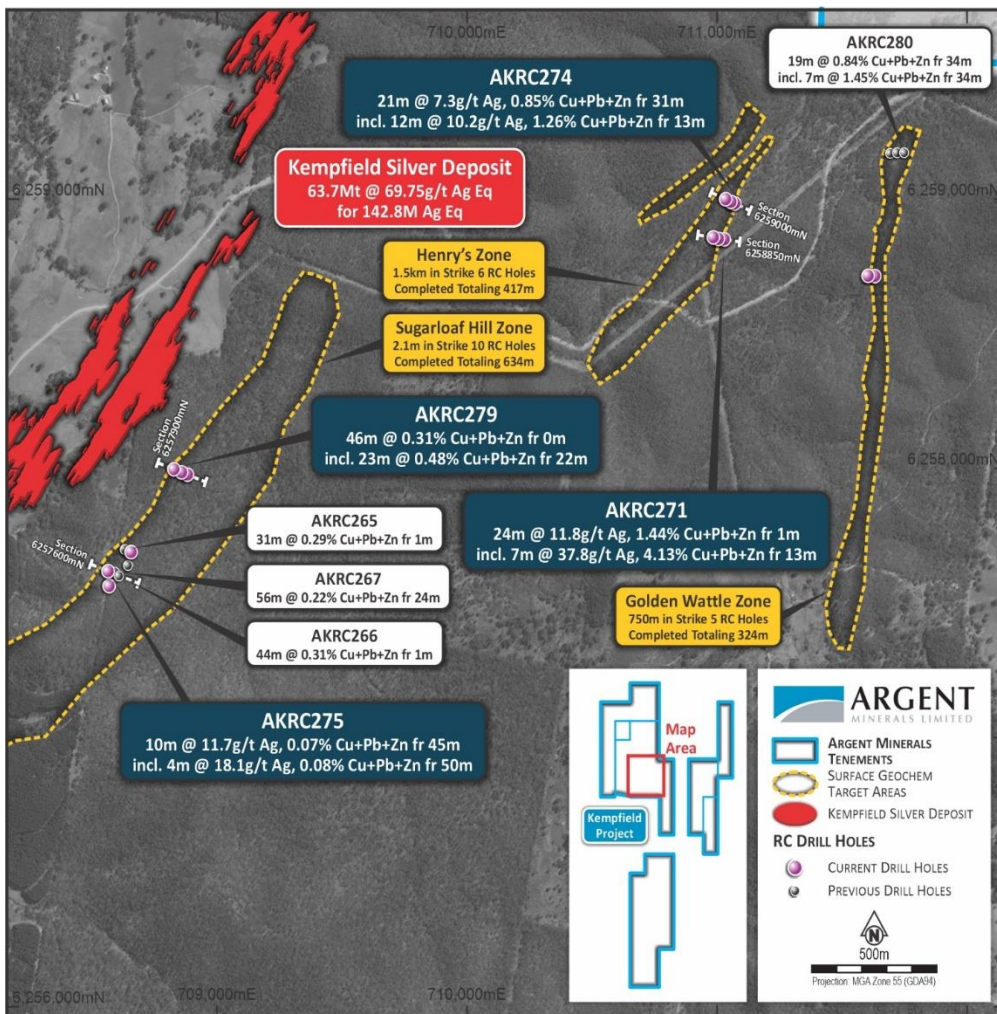 710,000mE
711,000mE
AKRC280
19m @ 0.84% Cu+Pb+Zn fr 34m
incl. 7m @ 1.45% Cu+Pb+Zn fr 34m
AKRC274
21m @ 7.3g/t Ag, 0.85% Cu+Pb+Zn fr 31m
incl. 12m @ 10.2g/t Ag, 1.26% Cu+Pb+Zn fr 13m
6,259,000mN
6,259,000mN
Kempfield Silver Deposit
63.7Mt @ 69.75g/t Ag Eq
for 142.8M Ag Eq
Section
6259000mN
Section
6258850mN
Henry's Zone
1.5km in Strike 6 RC Holes
Completed Totaling 417m
Sugarloaf Hill Zone
2.1m in Strike 10 RC Holes
Completed Totaling 634m
AKRC279
46m @ 0.31% Cu+Pb+Zn fr 0m
incl. 23m @ 0.48% Cu+Pb+Zn fr 22m
Section
6257900mN
6,258,000mN
AKRC271
24m @ 11.8g/t Ag, 1.44% Cu+Pb+Zn fr 1m
incl. 7m @ 37.8g/t Ag, 4.13% Cu+Pb+Zn fr 13m
AKRC265
31m @ 0.29% Cu+Pb+Zn fr 1m
Section
6257600mN
AKRC267
56m @ 0.22% Cu+Pb+Zn fr 24m
AKRC266
44m @ 0.31% Cu+Pb+Zn fr 1m
Golden Wattle Zone
750m in Strike 5 RC Holes
Completed Totaling 324m
AKRC275
10m @ 11.7g/t Ag, 0.07% Cu+Pb+Zn fr 45m
incl. 4m @ 18.1g/t Ag, 0.08% Cu+Pb+Zn fr 50m
Map
Area
Kempfield
Project
ARGENT
MINERALS LIMITED
ARGENT MINERALS
TENEMENTS
SURFACE GEOCHEM
TARGET AREAS
KEMPFIELD SILVER DEPOSIT
RC DRILL HOLES
CURRENT DRILL HOLES
PREVIOUS DRILL HOLES
N
500m
Projection: MGA Zone 55 (GDA94)
6,256,000mN
709,000mE
710,000mE